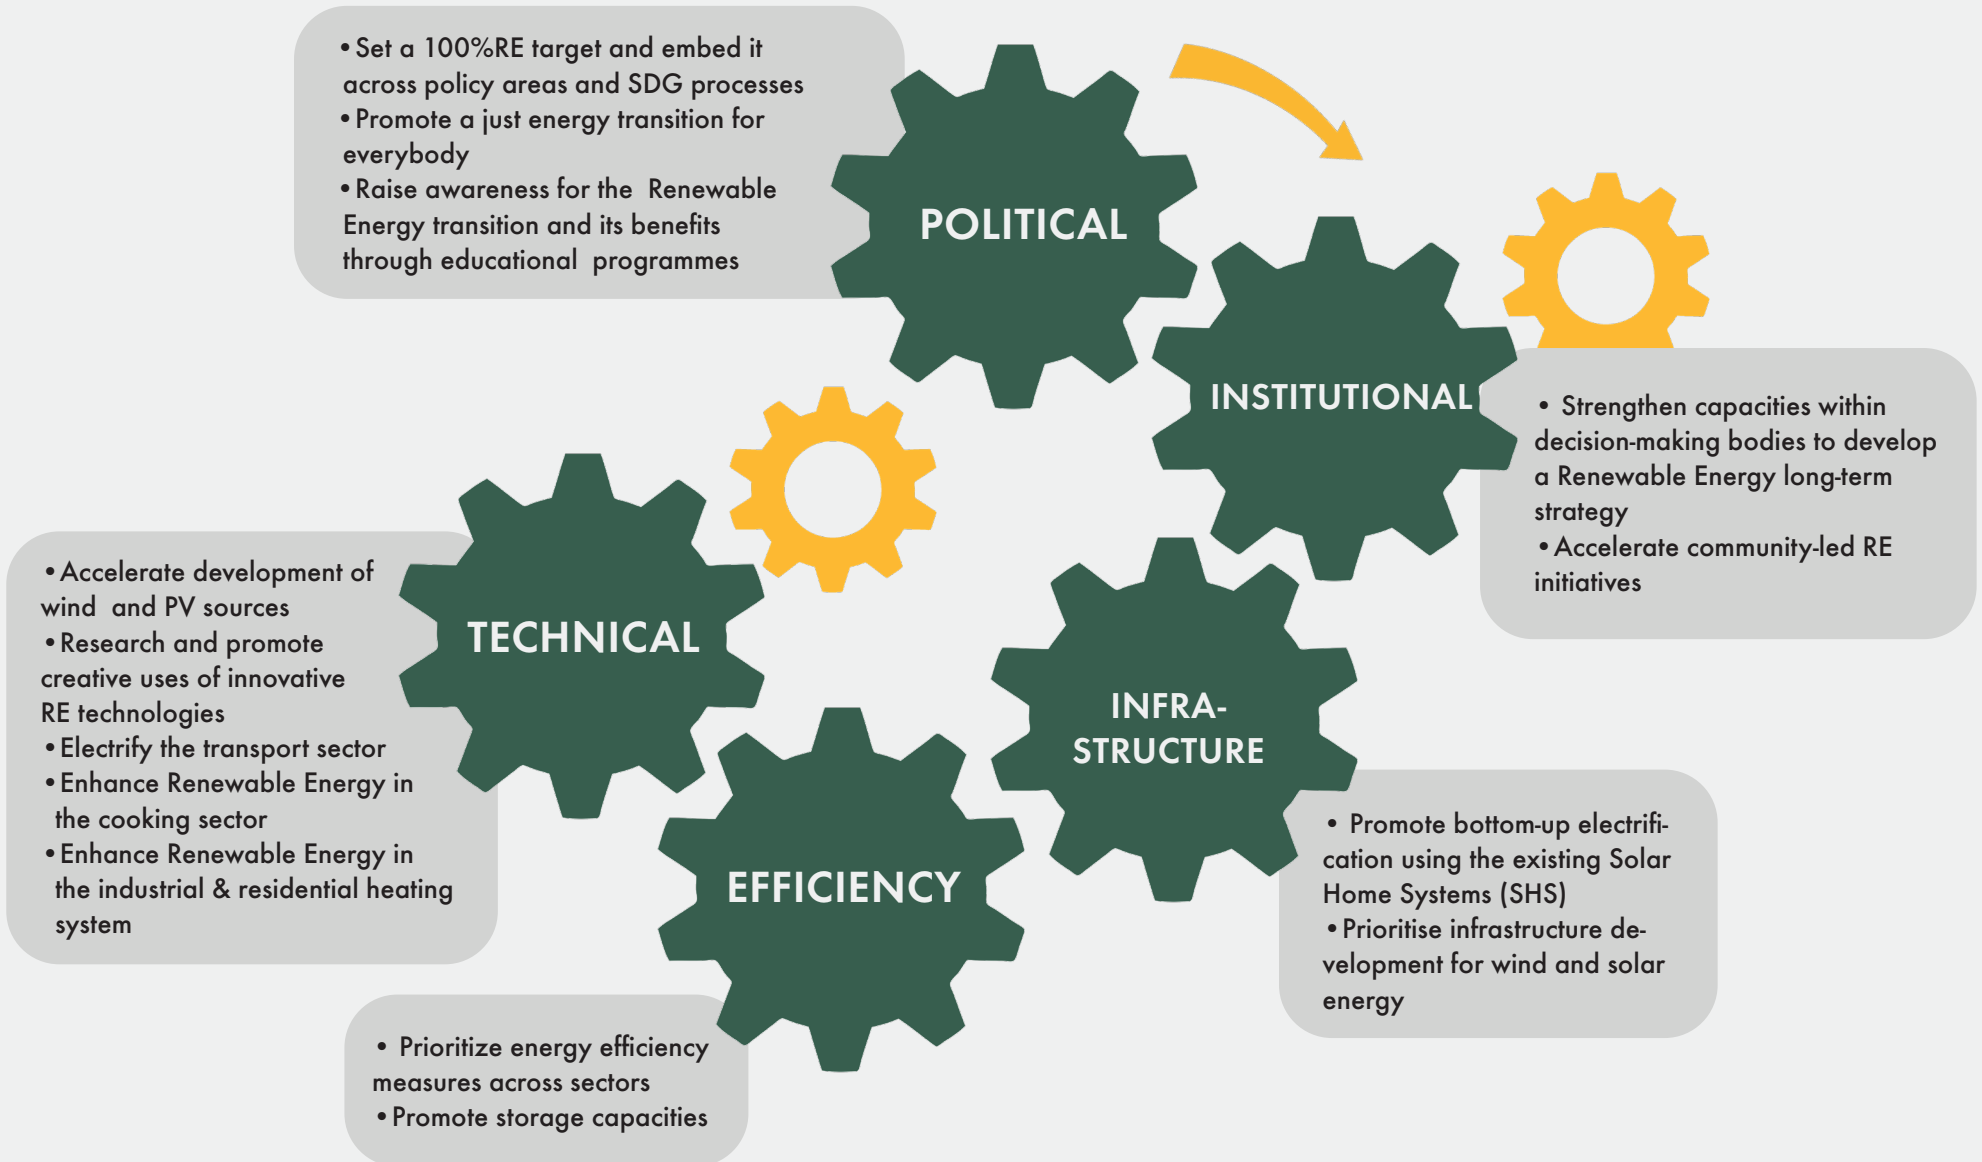 • Set a 100%RE target and embed it
across policy areas and SDG processes
• Promote a just energy transition for
everybody
• Raise awareness for the Renewable
Energy transition and its benefits
through educational programmes
POLITICAL
INSTITUTIONAL
• Strengthen capacities within
decision-making bodies to develop
a Renewable Energy long-term
strategy
• Accelerate community-led RE
initiatives
TECHNICAL
• Accelerate development of
wind and PV sources
• Research and promote
creative uses of innovative
RE technologies
• Electrify the transport sector
• Enhance Renewable Energy in
the cooking sector
• Enhance Renewable Energy in
the industrial & residential heating
system
INFRA-
STRUCTURE
• Promote bottom-up electrifi-
cation using the existing Solar
Home Systems (SHS)
• Prioritise infrastructure de-
velopment for wind and solar
energy
EFFICIENCY
• Prioritize energy efficiency
measures across sectors
• Promote storage capacities